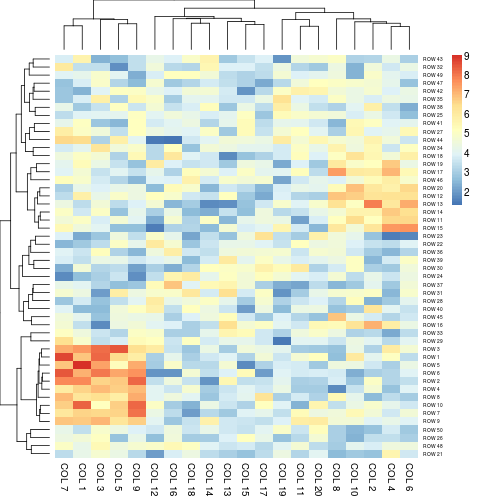 ROW 43
ROW 32
ROW 49
ROW 47
ROW 42
ROW 35
ROW 38
ROW 25
ROW 41
ROW 27
ROW 44
ROW 34
ROW 18
ROW 19
ROW 17
ROW 46
ROW 20
ROW 12
ROW 13
ROW 14
ROW 11
ROW 15
ROW 23
ROW 22
ROW 36
ROW 39
ROW 30
ROW 24
ROW 37
ROW 31
ROW 28
ROW 40
ROW 45
ROW 16
ROW 33
ROW 29
ROW 3
ROW 1
ROW 5
ROW 6
ROW 2
ROW 4
ROW 8
ROW 10
ROW 7
ROW 9
ROW 50
ROW 26
ROW 48
ROW 21
9
8
7
6
5
4
3
2
COL 7
COL 1
COL 3
COL 5
COL 9
COL 12
COL 16
COL 18
COL 14
COL 13
COL 15
COL 17
COL 19
COL 11
COL 20
COL 8
COL 10
COL 2
COL 4
COL 6